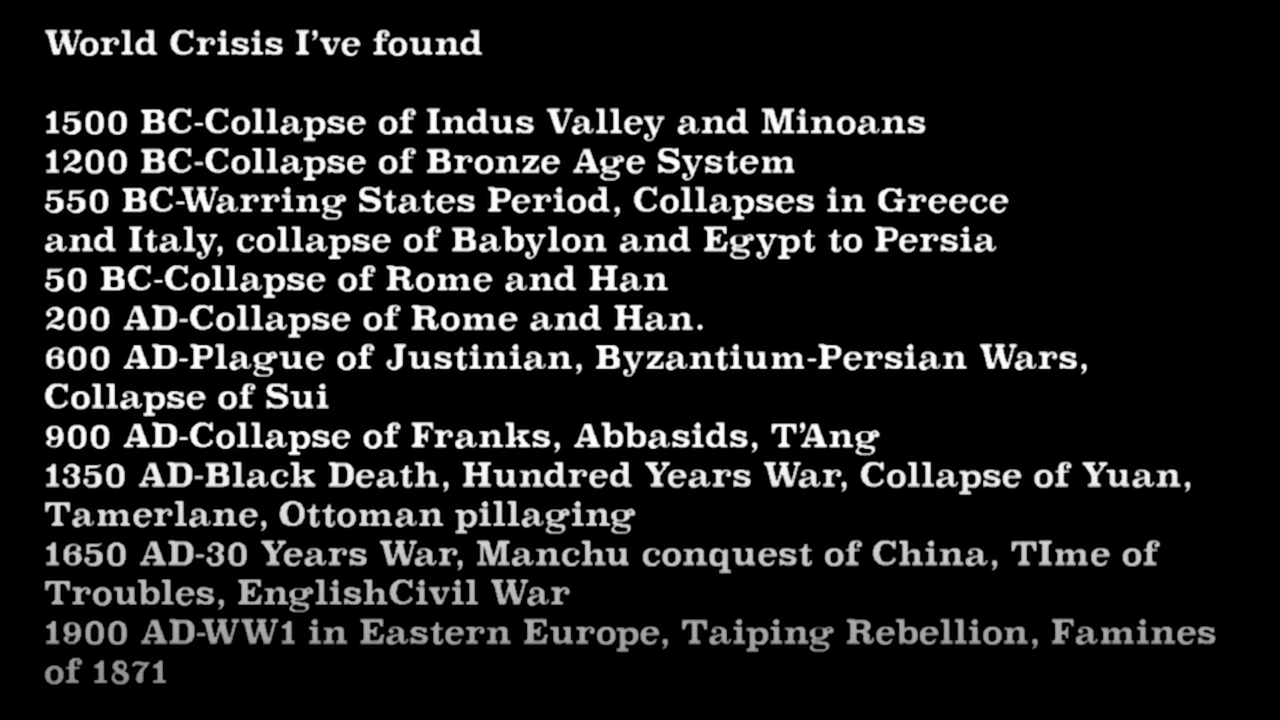 World Crisis I've found
1500 BC-Collapse of Indus Valley and Minoans
1200 BC-Collapse of Bronze Age System
550 BC-Warring States Period, Collapses in Greece
and Italy, collapse of Babylon and Egypt to Persia
50 BC-Collapse of Rome and Han
200 AD-Collapse of Rome and Han.
600 AD-Plague of Justinian, Byzantium-Persian Wars,
Collapse of Sui
900 AD-Collapse of Franks, Abbasids, T'Ang
1350 AD-Black Death, Hundred Years War, Collapse of Yuan,
Tamerlane, Ottoman pillaging
1650 AD-30 Years War, Manchu conquest of China, TIme of
Troubles, EnglishCivil War
1900 AD-WW1 in Eastern Europe, Taiping Rebellion, Famines
of 1871